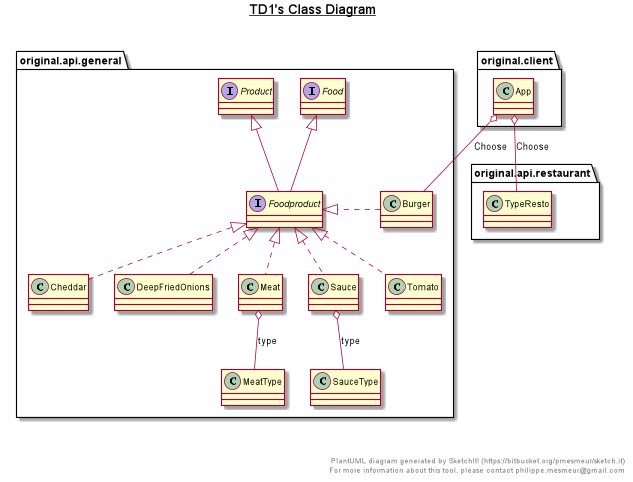 TD1's Class Diagram
original.api.general
original.client
I Product
I Food
C App
Choose
Choose
original.api.restaurant
I Foodproduct
C Burger
C TypeResto
C Cheddar
C DeepFriedOnions
C Meat
C Sauce
C Tomato
type
type
C MeatType
C SauceType
PlantUML diagram generated by SketchIt! (https://bitbucket.org/pmesmeur/sketch.it)
For more information about this tool, please contact philippe.mesmeur@gmail.com